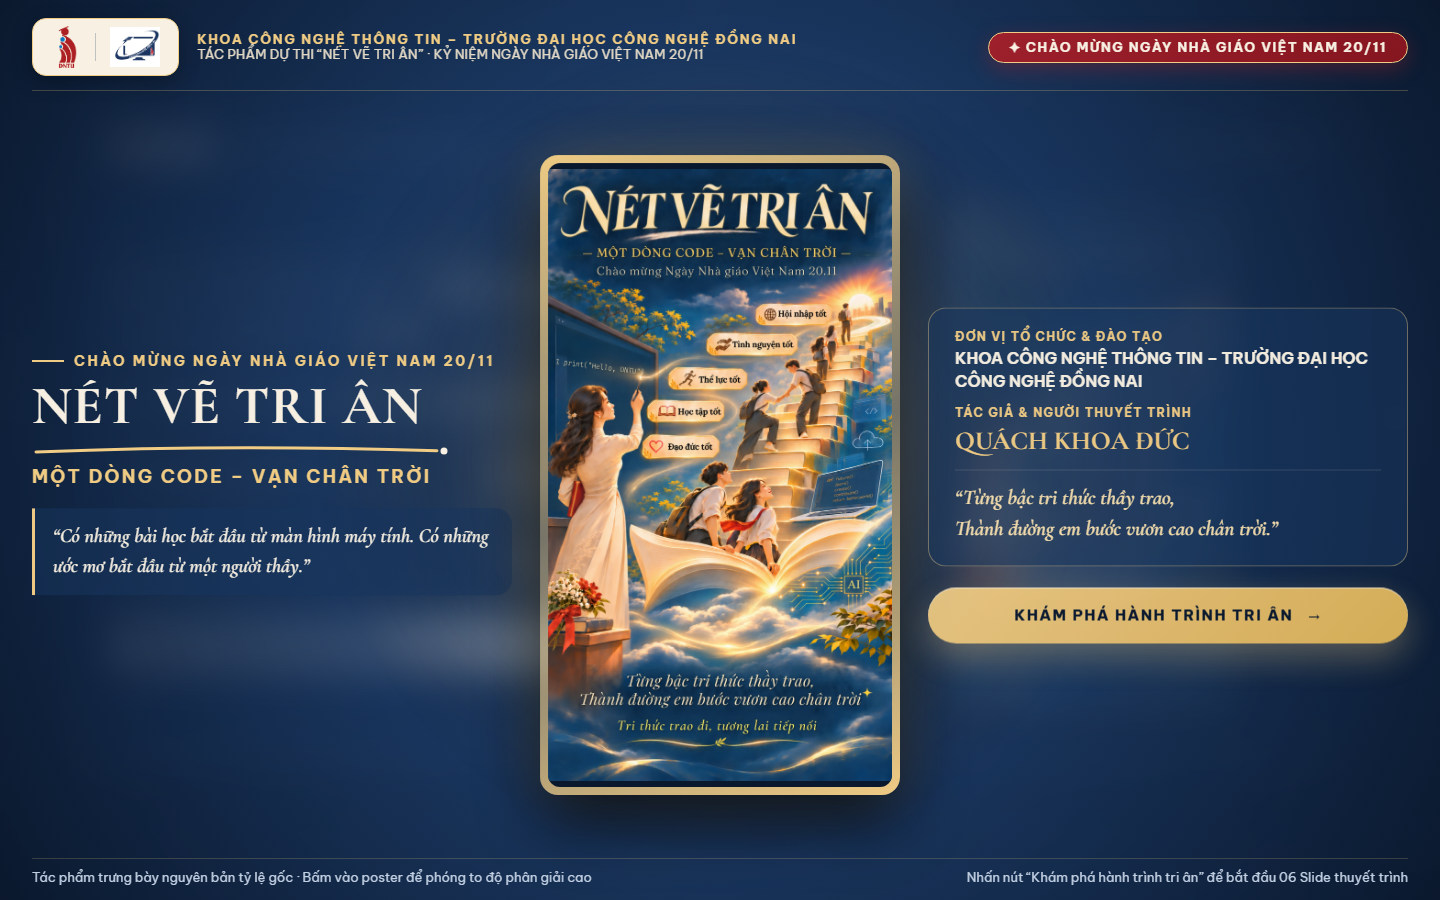 DNTU
KHOA CÔNG NGHỆ THÔNG TIN – TRƯỜNG ĐẠI HỌC CÔNG NGHỆ ĐỒNG NAI
TÁC PHẨM DỰ THI “NÉT VẼ TRI ÂN” · KỶ NIỆM NGÀY NHÀ GIÁO VIỆT NAM 20/11
✦ CHÀO MỪNG NGÀY NHÀ GIÁO VIỆT NAM 20/11
CHÀO MỪNG NGÀY NHÀ GIÁO VIỆT NAM 20/11
NÉT VẼ TRI ÂN
MỘT DÒNG CODE – VẠN CHÂN TRỜI
“Có những bài học bắt đầu từ màn hình máy tính. Có những
ước mơ bắt đầu từ một người thầy.”
NÉT VẼ TRI ÂN
— MỘT DÒNG CODE – VẠN CHÂN TRỜI —
Chào mừng Ngày Nhà giáo Việt Nam 20.11
Hội nhập tốt
Tình nguyện tốt
Thể lực tốt
Học tập tốt
Đạo đức tốt
print("Hello,
</>
AI
Từng bậc tri thức thầy trao,
Thành đường em bước vươn cao chân trời
Tri thức trao đi, tương lai tiếp nối
ĐƠN VỊ TỔ CHỨC & ĐÀO TẠO
KHOA CÔNG NGHỆ THÔNG TIN – TRƯỜNG ĐẠI HỌC
CÔNG NGHỆ ĐỒNG NAI
TÁC GIẢ & NGƯỜI THUYẾT TRÌNH
QUÁCH KHOA ĐỨC
“Từng bậc tri thức thầy trao,
Thành đường em bước vươn cao chân trời.”
KHÁM PHÁ HÀNH TRÌNH TRI ÂN →
Tác phẩm trưng bày nguyên bản tỷ lệ gốc · Bấm vào poster để phóng to độ phân giải cao
Nhấn nút “Khám phá hành trình tri ân” để bắt đầu 06 Slide thuyết trình